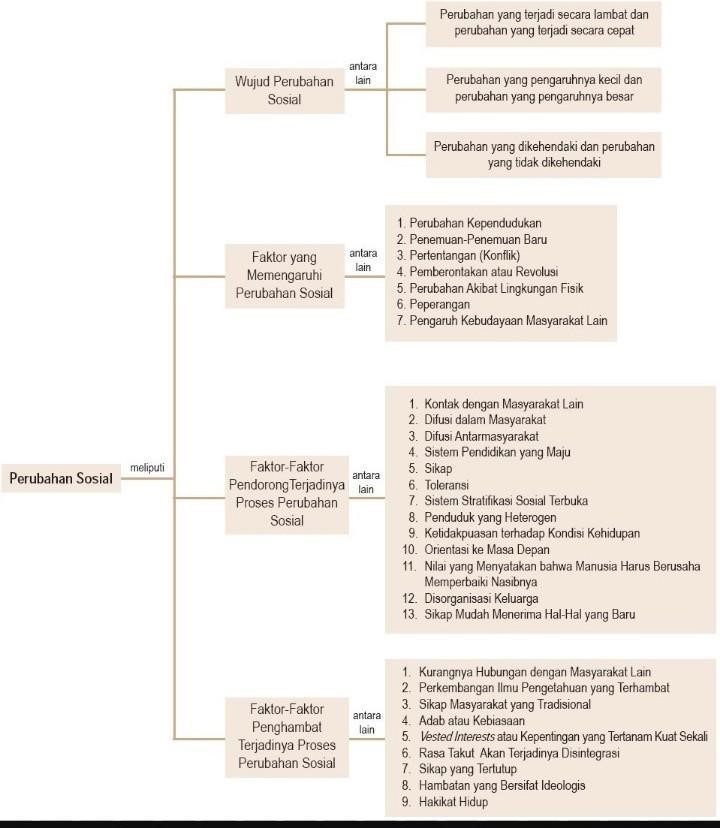 Perubahan Sosial
meliputi
Wujud Perubahan
Sosial
antara
lain
Perubahan yang terjadi secara lambat dan
perubahan yang terjadi secara cepat
Perubahan yang pengaruhnya kecil dan
perubahan yang pengaruhnya besar
Perubahan yang dikehendaki dan perubahan
yang tidak dikehendaki
Faktor yang
Memengaruhi
Perubahan Sosial
antara
lain
1. Perubahan Kependudukan
2. Penemuan-Penemuan Baru
3. Pertentangan (Konflik)
4. Pemberontakan atau Revolusi
5. Perubahan Akibat Lingkungan Fisik
6. Peperangan
7. Pengaruh Kebudayaan Masyarakat Lain
Faktor-Faktor
PendorongTerjadinya
Proses Perubahan
Sosial
antara
lain
1. Kontak dengan Masyarakat Lain
2. Difusi dalam Masyarakat
3. Difusi Antarmasyarakat
4. Sistem Pendidikan yang Maju
5. Sikap
6. Toleransi
7. Sistem Stratifikasi Sosial Terbuka
8. Penduduk yang Heterogen
9. Ketidakpuasan terhadap Kondisi Kehidupan
10. Orientasi ke Masa Depan
11. Nilai yang Menyatakan bahwa Manusia Harus Berusaha
Memperbaiki Nasibnya
12. Disorganisasi Keluarga
13. Sikap Mudah Menerima Hal-Hal yang Baru
Faktor-Faktor
Penghambat
Terjadinya Proses
Perubahan Sosial
antara
lain
1. Kurangnya Hubungan dengan Masyarakat Lain
2. Perkembangan Ilmu Pengetahuan yang Terhambat
3. Sikap Masyarakat yang Tradisional
4. Adab atau Kebiasaan
5. Vested Interests atau Kepentingan yang Tertanam Kuat Sekali
6. Rasa Takut Akan Terjadinya Disintegrasi
7. Sikap yang Tertutup
8. Hambatan yang Bersifat Ideologis
9. Hakikat Hidup